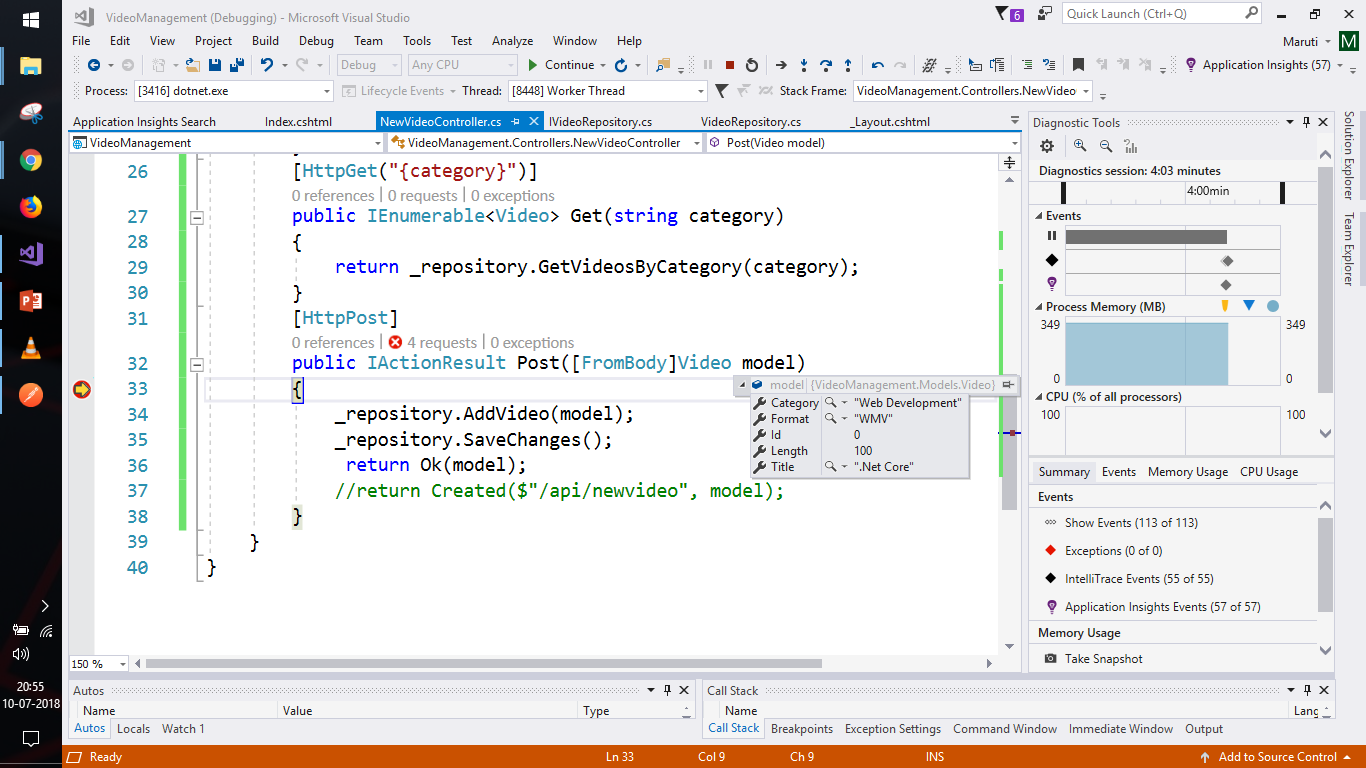 VideoManagement (Debugging) - Microsoft Visual Studio
6
Quick Launch (Ctrl+Q)
File Edit View Project Build Debug Team Tools Test Analyze Window Help
Maruti M
Debug Any CPU Continue Application Insights (57)
Process: [3416] dotnet.exe Lifecycle Events Thread: [8448] Worker Thread Stack Frame: VideoManagement.Controllers.NewVideo
Application Insights Search Index.cshtml NewVideoController.cs IVideoRepository.cs VideoRepository.cs _Layout.cshtml
VideoManagement VideoManagement.Controllers.NewVideoController Post(Video model)
26 [HttpGet("{category}")]
0 references | 0 requests | 0 exceptions
27 public IEnumerable<Video> Get(string category)
28 {
29 return _repository.GetVideosByCategory(category);
30 }
31 [HttpPost]
0 references | 4 requests | 0 exceptions
32 public IActionResult Post([FromBody]Video model)
33 {
34 _repository.AddVideo(model);
35 _repository.SaveChanges();
36 return Ok(model);
37 //return Created($"/api/newvideo", model);
38 }
39 }
40 }
model {VideoManagement.Models.Video}
Category "Web Development"
Format "WMV"
Id 0
Length 100
Title ".Net Core"
150 %
Diagnostic Tools
Diagnostics session: 4:03 minutes
4:00min
Events
Process Memory (MB)
349 349
0 0
CPU (% of all processors)
100 100
Summary Events Memory Usage CPU Usage
Events
Show Events (113 of 113)
Exceptions (0 of 0)
IntelliTrace Events (55 of 55)
Application Insights Events (57 of 57)
Memory Usage
Take Snapshot
Solution Explorer
Team Explorer
Autos
Name Value Type
Autos Locals Watch 1
Call Stack
Name Lang
Call Stack Breakpoints Exception Settings Command Window Immediate Window Output
Ready Ln 33 Col 9 Ch 9 INS Add to Source Control
20:55
10-07-2018